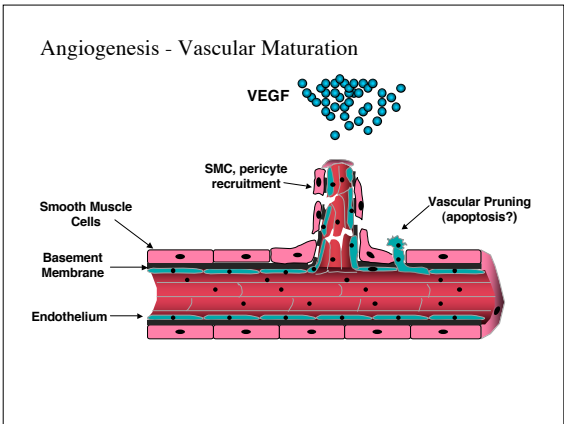 Angiogenesis - Vascular Maturation
VEGF
SMC, pericyte
recruitment
Vascular Pruning
(apoptosis?)
Smooth Muscle
Cells
Basement
Membrane
Endothelium